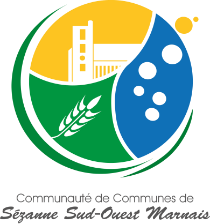 Communauté de Communes de
Sézanne Sud-Ouest Marnais